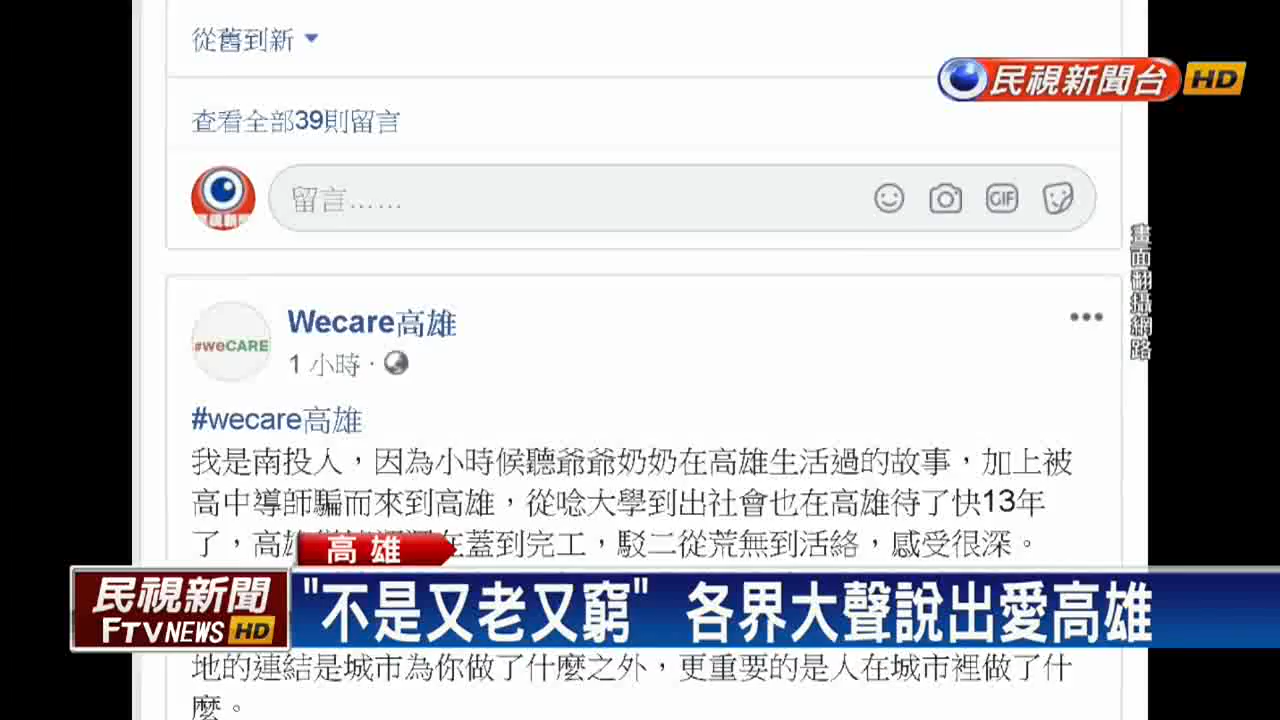 從舊到新
民視新聞台 HD
查看全部39則留言
留言......
GIF
畫面翻攝網路
#weCARE
Wecare高雄
1 小時
#wecare高雄
我是南投人，因為小時候聽爺爺奶奶在高雄生活過的故事，加上被
高中導師騙而來到高雄，從唸大學到出社會也在高雄待了快13年
了，高雄
在蓋到完工，駁二從荒無到活絡，感受很深。
高雄
民視新聞
FTVNEWS HD
"不是又老又窮" 各界大聲說出愛高雄
地的連結是城市為你做了什麼之外，更重要的是人在城市裡做了什
麼。